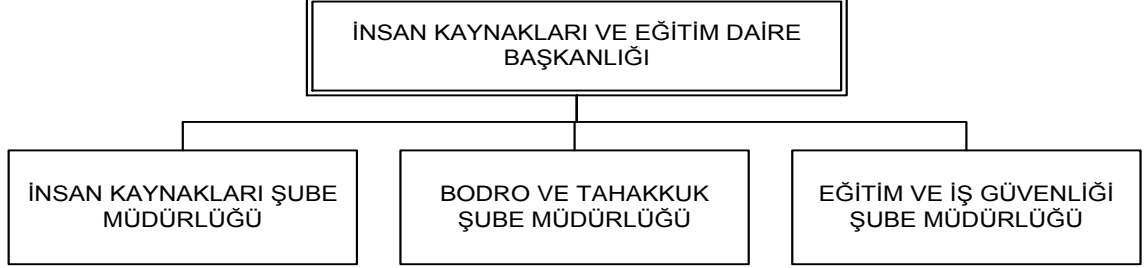 İNSAN KAYNAKLARI VE EĞİTİM DAİRE
BAŞKANLIĞI
İNSAN KAYNAKLARI ŞUBE
MÜDÜRLÜĞÜ
BODRO VE TAHAKKUK
ŞUBE MÜDÜRLÜĞÜ
EĞİTİM VE İŞ GÜVENLİĞİ
ŞUBE MÜDÜRLÜĞÜ